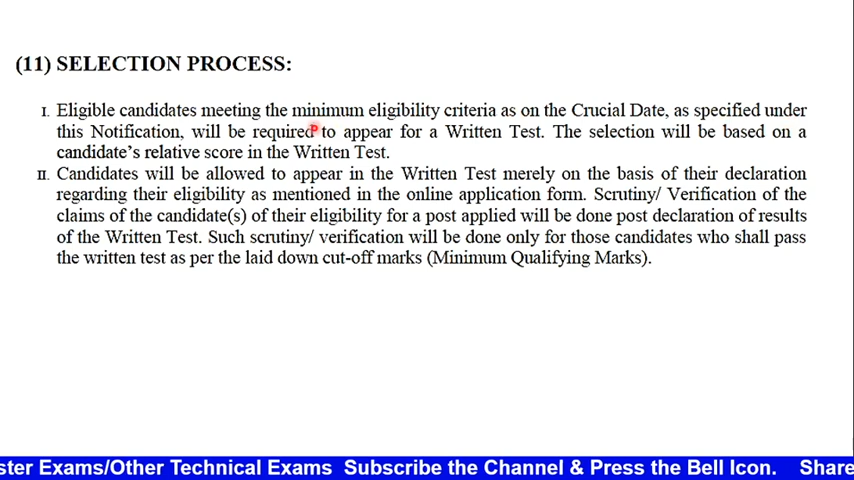 (11) SELECTION PROCESS:
I. Eligible candidates meeting the minimum eligibility criteria as on the Crucial Date, as specified under
this Notification, will be required to appear for a Written Test. The selection will be based on a
candidate's relative score in the Written Test.
II. Candidates will be allowed to appear in the Written Test merely on the basis of their declaration
regarding their eligibility as mentioned in the online application form. Scrutiny/ Verification of the
claims of the candidate(s) of their eligibility for a post applied will be done post declaration of results
of the Written Test. Such scrutiny/ verification will be done only for those candidates who shall pass
the written test as per the laid down cut-off marks (Minimum Qualifying Marks).
ster Exams/Other Technical Exams Subscribe the Channel & Press the Bell Icon. Share